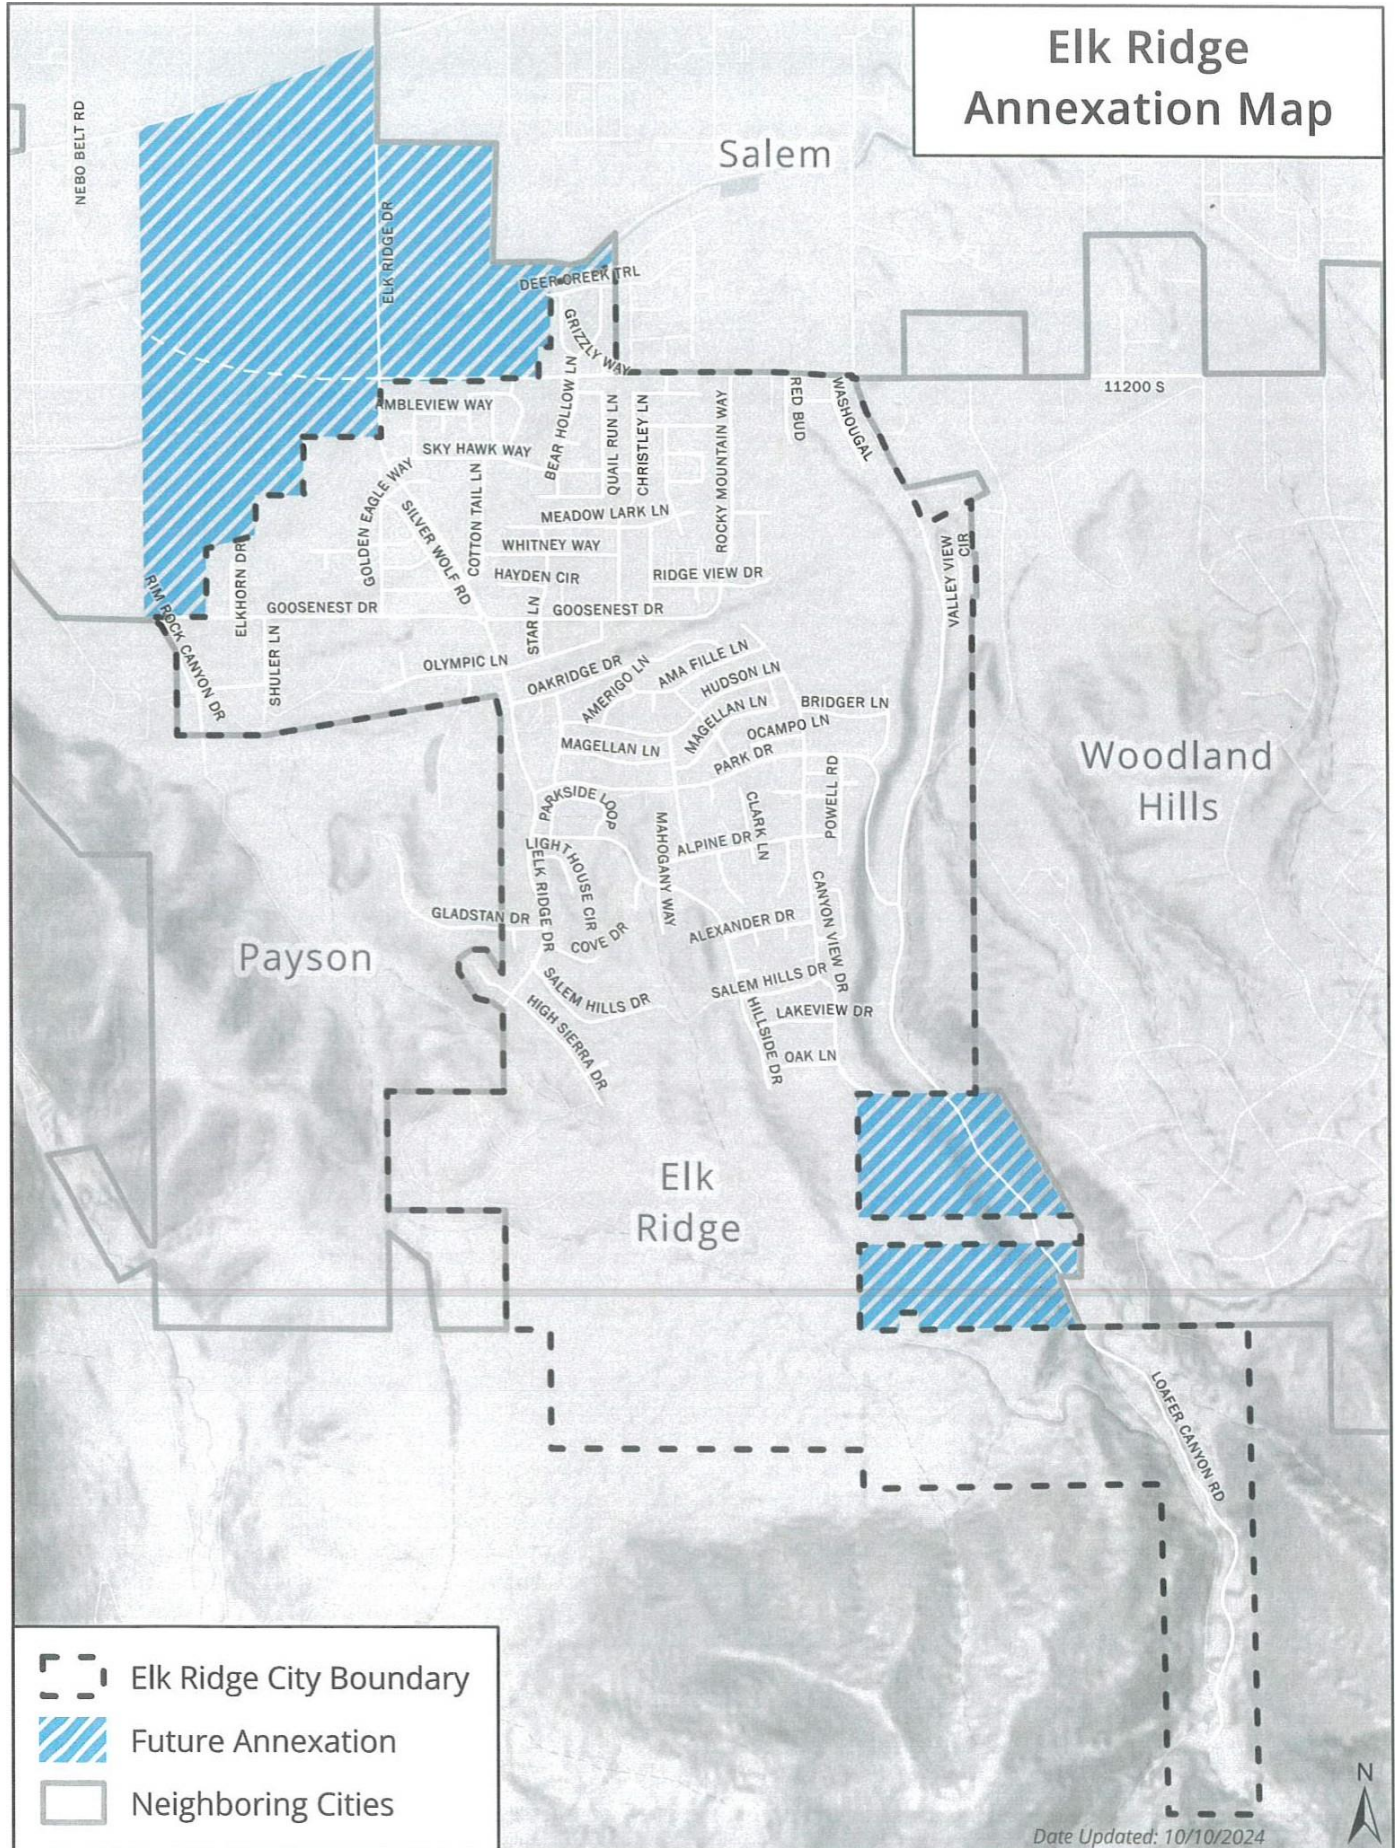 Elk Ridge
Annexation Map
Salem
NEBO BELT RD
ELK RIDGE DR
DEER CREEK TRL
GRIZZLY WAY
11200 S
AMBLEVIEW WAY
BEAR HOLLOW LN
QUAIL RUN LN
CHRISTLEY LN
ROCKY MOUNTAIN WAY
RED BUD
WASHOUGAL
SKY HAWK WAY
GOLDEN EAGLE WAY
SILVER WOLF RD
COTTON TAIL LN
MEADOW LARK LN
WHITNEY WAY
HAYDEN CIR
RIDGE VIEW DR
VALLEY VIEW
CIR
ELKHORN DR
RIM ROCK CANYON DR
GOOSENEST DR
STAR LN
GOOSENEST DR
SHULER LN
OLYMPIC LN
OAKRIDGE DR
AMERIGO LN
AMA FILLE LN
HUDSON LN
MAGELLAN LN
BRIDGER LN
OCAMPO LN
MAGELLAN LN
PARK DR
Woodland
Hills
POWELL RD
PARKSIDE LOOP
CLARK LN
MAHOGANY WAY
ALPINE DR
LIGHTHOUSE CIR
ELK RIDGE DR
CANYON VIEW DR
GLADSTAN DR
COVE DR
ALEXANDER DR
Payson
SALEM HILLS DR
SALEM HILLS DR
HIGH SIERRA DR
HILLSIDE DR
LAKEVIEW DR
OAK LN
Elk
Ridge
LOAFER CANYON RD
Elk Ridge City Boundary
Future Annexation
Neighboring Cities
N
Date Updated: 10/10/2024